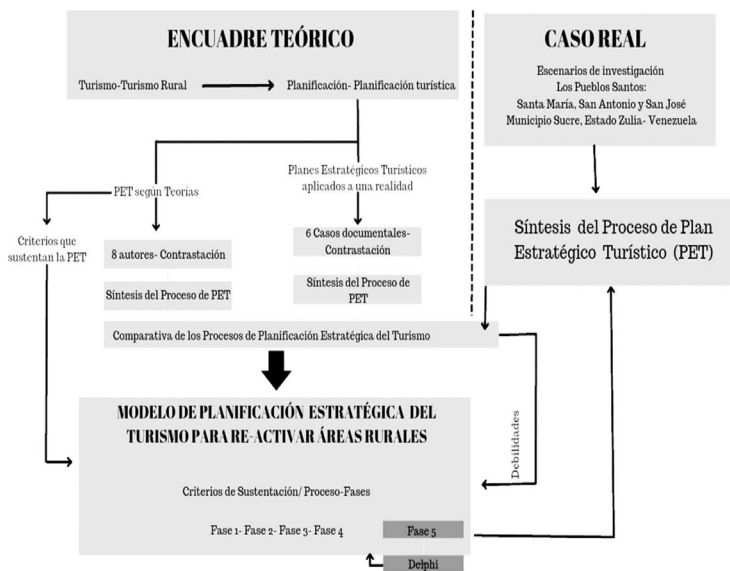 ENCUADRE TEÓRICO
Turismo-Turismo Rural
Planificación- Planificación turística
CASO REAL
Escenarios de investigación
Los Pueblos Santos:
Santa María, San Antonio y San José
Municipio Sucre, Estado Zulia- Venezuela
PET según Teorías
Planes Estratégicos Turísticos
aplicados a una realidad
Criterios que
sustentan la PET
8 autores- Contrastación
Síntesis del Proceso de PET
6 Casos documentales-
Contrastación
Síntesis del Proceso de
PET
Síntesis del Proceso de Plan
Estratégico Turístico (PET)
Comparativa de los Procesos de Planificación Estratégica del Turismo
Debilidades
MODELO DE PLANIFICACIÓN ESTRATÉGICA DEL
TURISMO PARA RE-ACTIVAR ÁREAS RURALES
Criterios de Sustentación/ Proceso-Fases
Fase 1- Fase 2- Fase 3- Fase 4
Fase 5
Delphi